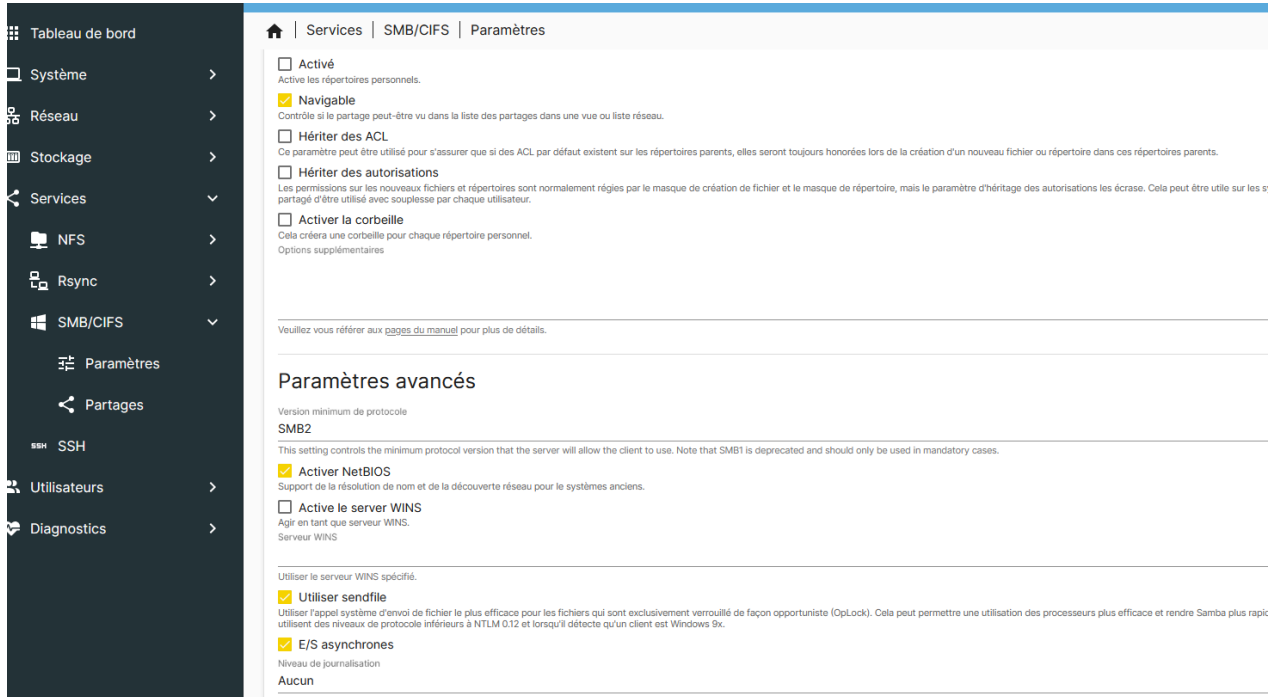 Tableau de bord
Système
Réseau
Stockage
Services
NFS
Rsync
SMB/CIFS
Paramètres
Partages
SSH SSH
Utilisateurs
Diagnostics
Services | SMB/CIFS | Paramètres
Activé
Active les répertoires personnels.
Navigable
Contrôle si le partage peut-être vu dans la liste des partages dans une vue ou liste réseau.
Hériter des ACL
Ce paramètre peut être utilisé pour s'assurer que si des ACL par défaut existent sur les répertoires parents, elles seront toujours honorées lors de la création d'un nouveau fichier ou répertoire dans ces répertoires parents.
Hériter des autorisations
Les permissions sur les nouveaux fichiers et répertoires sont normalement régies par le masque de création de fichier et le masque de répertoire, mais le paramètre d'héritage des autorisations les écrase. Cela peut être utile sur les
partagé d'être utilisé avec souplesse par chaque utilisateur.
Activer la corbeille
Cela créera une corbeille pour chaque répertoire personnel.
Options supplémentaires
Veuillez vous référer aux pages du manuel pour plus de détails.
Paramètres avancés
Version minimum de protocole
SMB2
This setting controls the minimum protocol version that the server will allow the client to use. Note that SMB1 is deprecated and should only be used in mandatory cases.
Activer NetBIOS
Support de la résolution de nom et de la découverte réseau pour le systèmes anciens.
Active le server WINS
Agir en tant que serveur WINS.
Serveur WINS
Utiliser le serveur WINS spécifié.
Utiliser sendfile
Utiliser l'appel système d'envoi de fichier le plus efficace pour les fichiers qui sont exclusivement verrouillé de façon opportuniste (OpLock). Cela peut permettre une utilisation des processeurs plus efficace et rendre Samba plus
utilisent des niveaux de protocole inférieurs à NTLM 0.12 et lorsqu'il détecte qu'un client est Windows 9x.
E/S asynchrones
Niveau de journalisation
Aucun